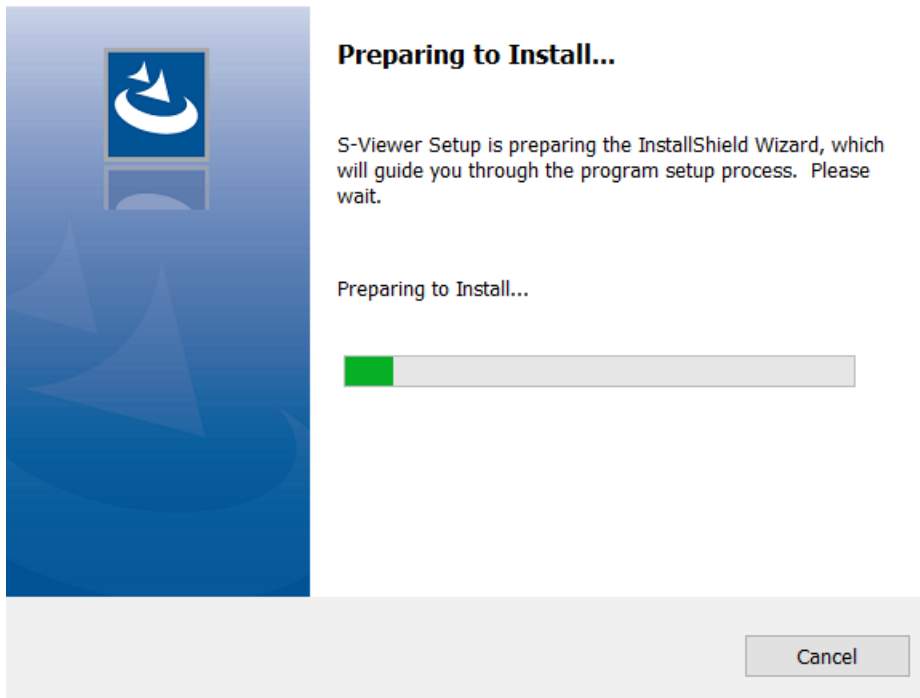 Preparing to Install...
S-Viewer Setup is preparing the InstallShield Wizard, which
will guide you through the program setup process.  Please
wait.
Preparing to Install...
Cancel